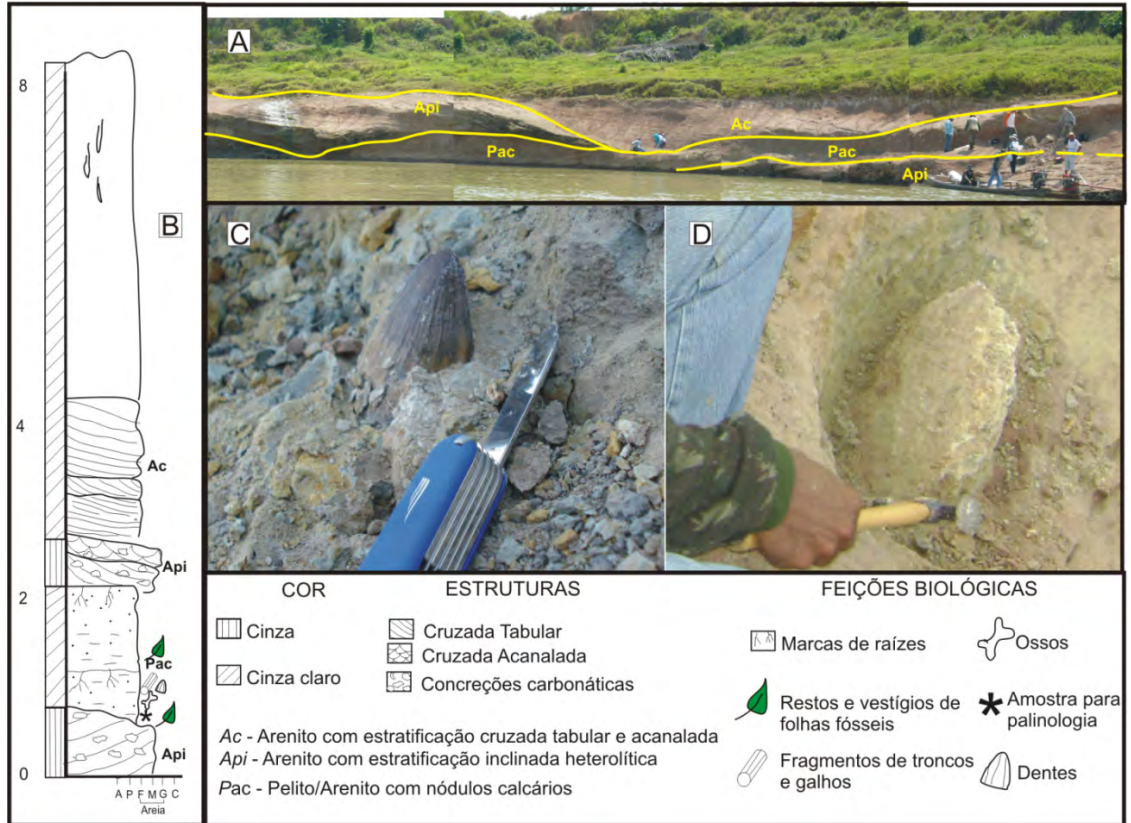 A
Api
Ac
Pac
Pac
Api
B
8
4
2
0
Ac
Api
Pac
Api
A P F M G C
Areia
C
D
COR
Cinza
Cinza claro
ESTRUTURAS
Cruzada Tabular
Cruzada Acanalada
Concreções carbonáticas
Ac - Arenito com estratificação cruzada tabular e acanalada
Api - Arenito com estratificação inclinada heterolítica
Pac - Pelito/Arenito com nódulos calcários
FEIÇÕES BIOLÓGICAS
Marcas de raízes
Ossos
Restos e vestígios de
folhas fósseis
Amostra para
palinologia
Fragmentos de troncos
e galhos
Dentes